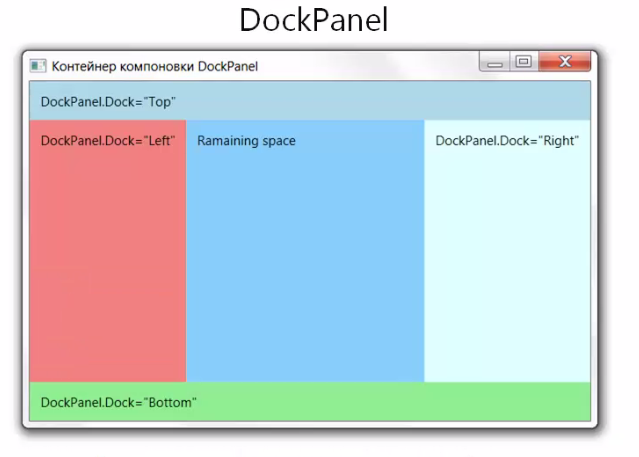 DockPanel
Контейнер компоновки DockPanel
DockPanel.Dock="Top"
DockPanel.Dock="Left"
Ramaining space
DockPanel.Dock="Right"
DockPanel.Dock="Bottom"